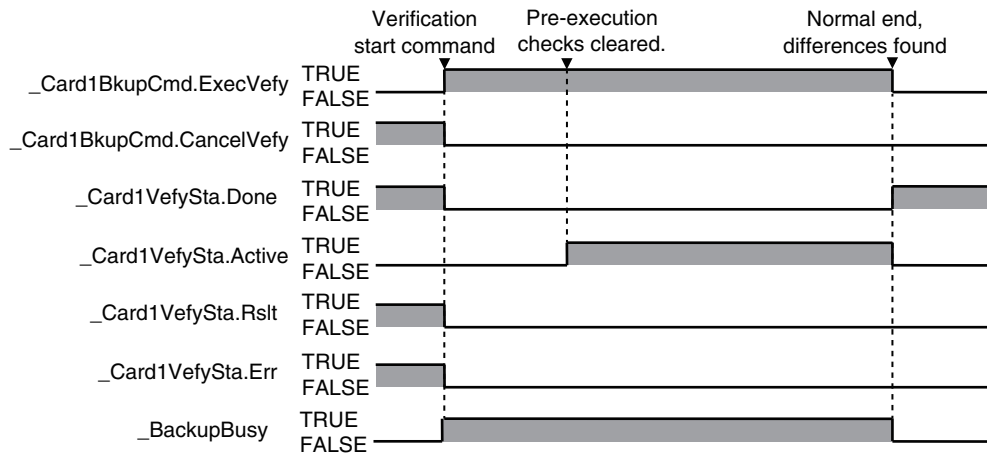 Verification
start command
Pre-execution
checks cleared.
Normal end,
differences found
_Card1BkupCmd.ExecVefy
TRUE
FALSE
_Card1BkupCmd.CancelVefy
TRUE
FALSE
_Card1VefySta.Done
TRUE
FALSE
_Card1VefySta.Active
TRUE
FALSE
_Card1VefySta.Rslt
TRUE
FALSE
_Card1VefySta.Err
TRUE
FALSE
_BackupBusy
TRUE
FALSE